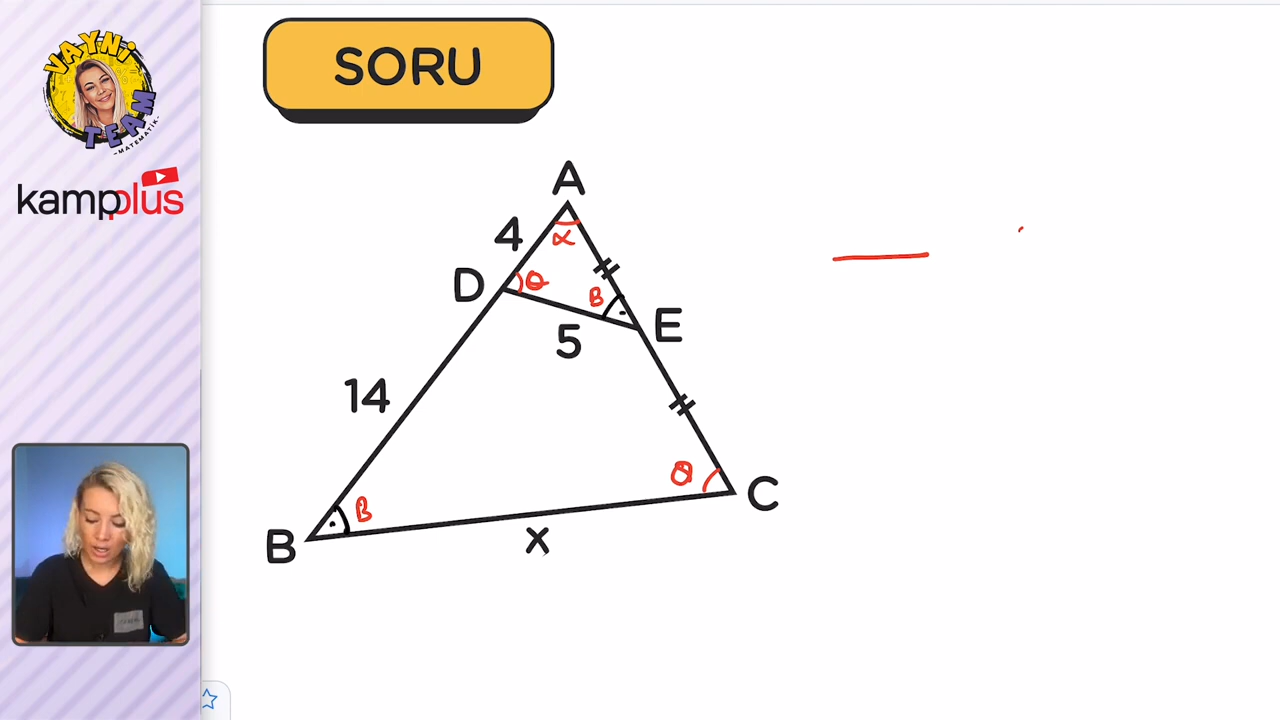 VAYNi
TEAM
-MATEMATİK-
kampplus
SORU
A
4
α
D
θ
B
E
5
14
θ
C
B
B
x